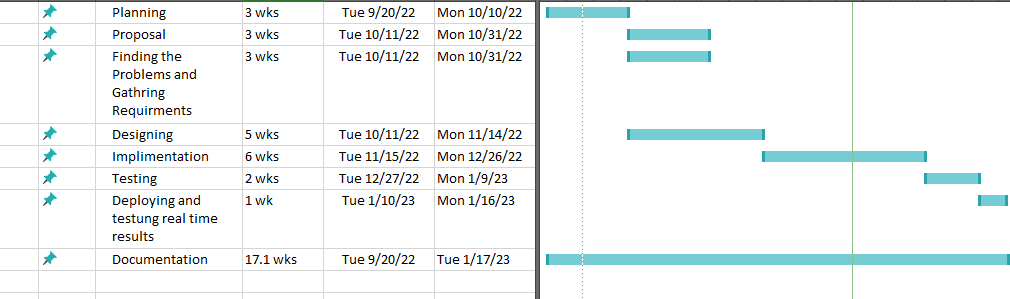 Planning 3 wks Tue 9/20/22 Mon 10/10/22
Proposal 3 wks Tue 10/11/22 Mon 10/31/22
Finding the 3 wks Tue 10/11/22 Mon 10/31/22
Problems and
Gathring
Requirments
Designing 5 wks Tue 10/11/22 Mon 11/14/22
Implimentation 6 wks Tue 11/15/22 Mon 12/26/22
Testing 2 wks Tue 12/27/22 Mon 1/9/23
Deploying and 1 wk Tue 1/10/23 Mon 1/16/23
testung real time
results
Documentation 17.1 wks Tue 9/20/22 Tue 1/17/23